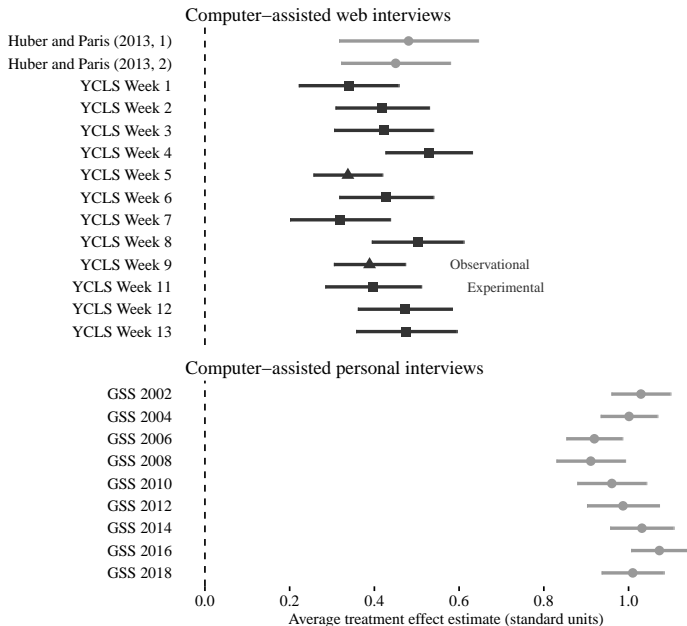 Computer−assisted web interviews
Huber and Paris (2013, 1)
Huber and Paris (2013, 2)
YCLS Week 1
YCLS Week 2
YCLS Week 3
YCLS Week 4
YCLS Week 5
YCLS Week 6
YCLS Week 7
YCLS Week 8
YCLS Week 9 Observational
YCLS Week 11 Experimental
YCLS Week 12
YCLS Week 13
Computer−assisted personal interviews
GSS 2002
GSS 2004
GSS 2006
GSS 2008
GSS 2010
GSS 2012
GSS 2014
GSS 2016
GSS 2018
0.0 0.2 0.4 0.6 0.8 1.0
Average treatment effect estimate (standard units)